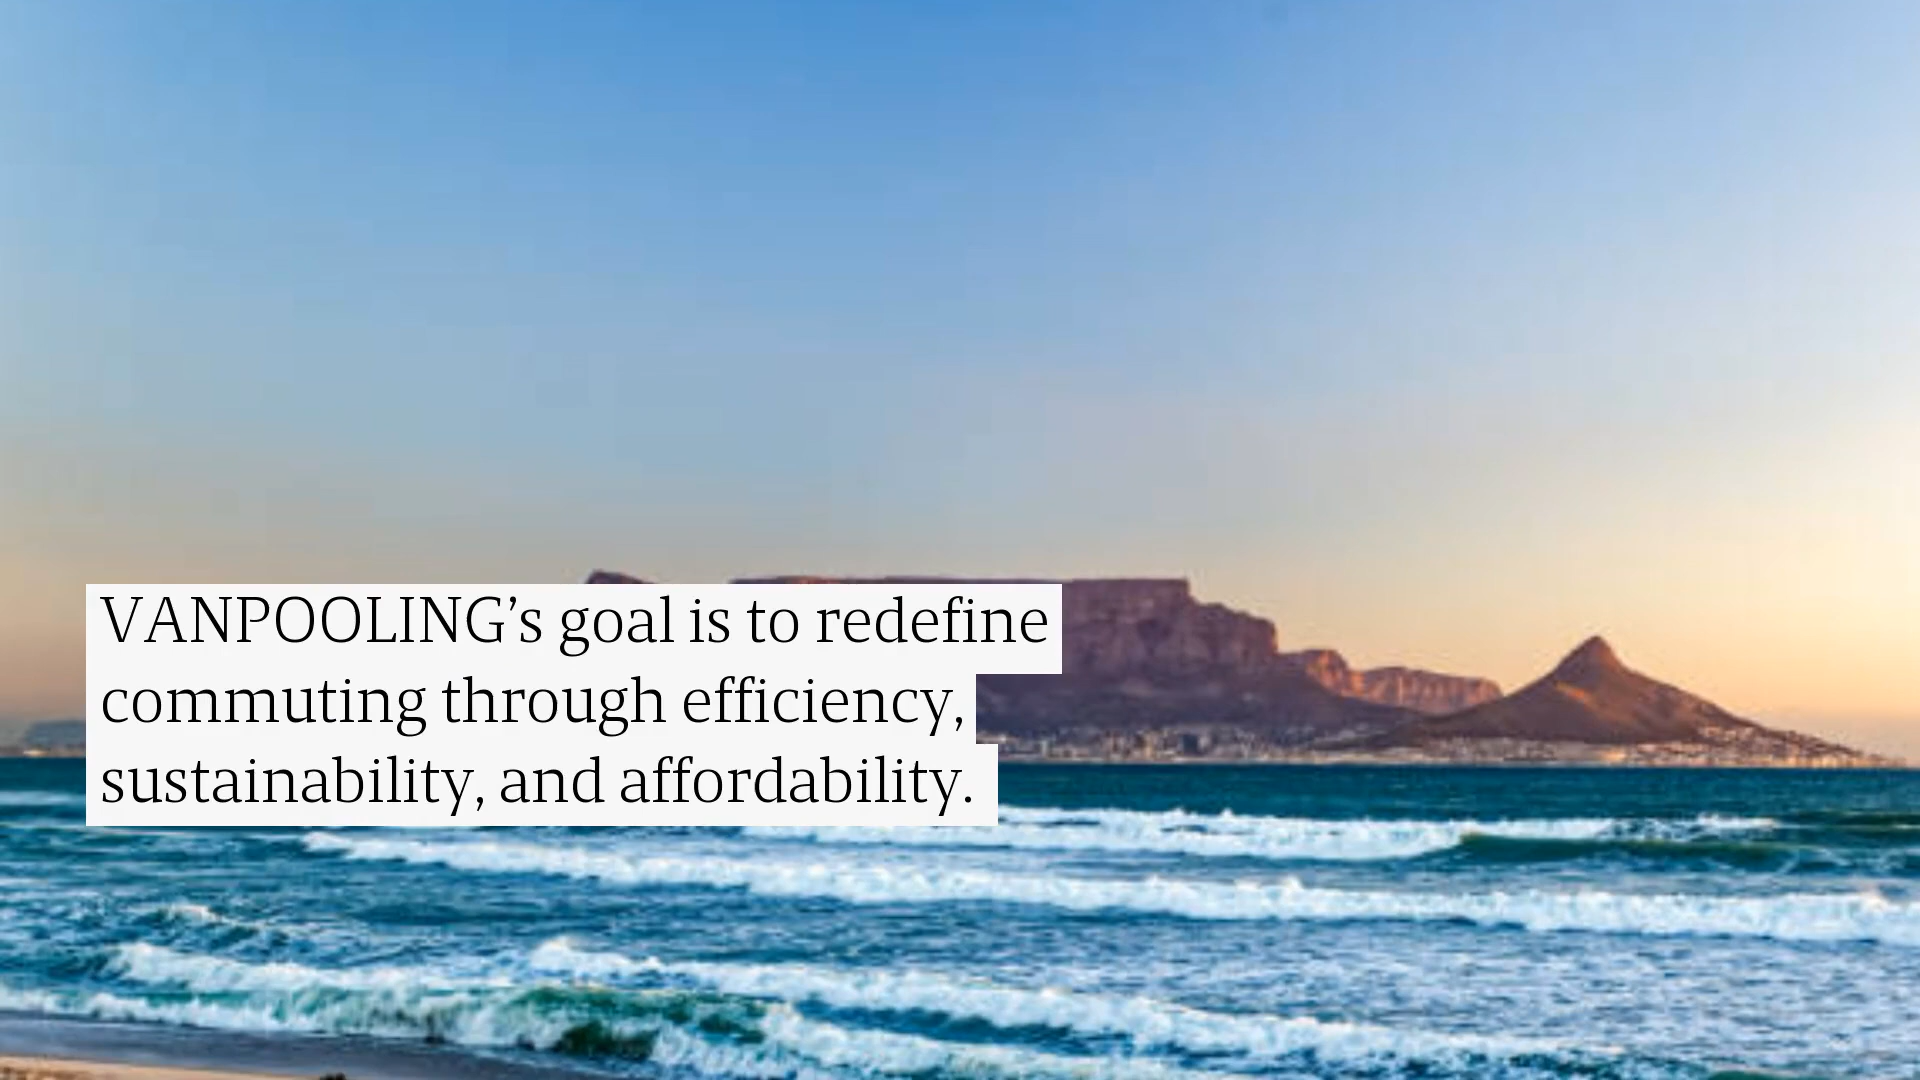 VANPOOLING’s goal is to redefine
commuting through efficiency,
sustainability, and affordability.